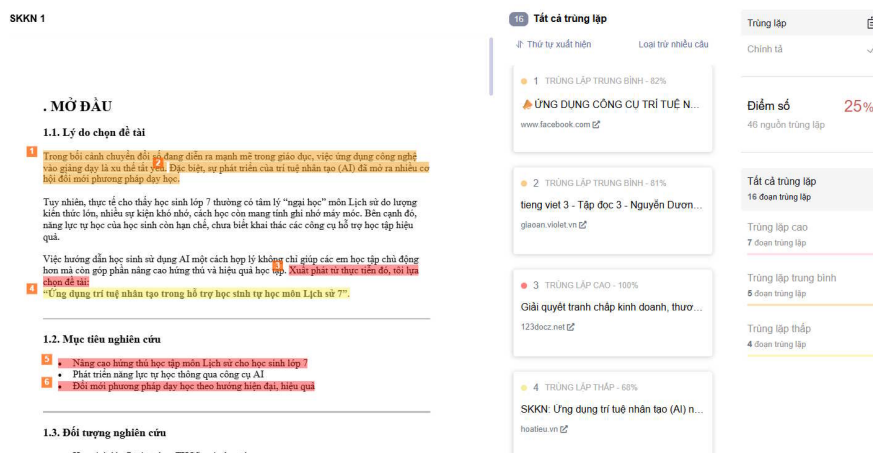 SKKN 1
. MỞ ĐẦU
1.1. Lý do chọn đề tài
1
Trong bối cảnh chuyển đổi số đang diễn ra mạnh mẽ trong giáo dục, việc ứng dụng công nghệ
vào giảng dạy là xu thế tất yếu. Đặc biệt, sự phát triển của trí tuệ nhân tạo (AI) đã mở ra nhiều cơ
2
hội đổi mới phương pháp dạy học.
Tuy nhiên, thực tế cho thấy học sinh lớp 7 thường có tâm lý “ngại học” môn Lịch sử do lượng
kiến thức lớn, nhiều sự kiện khó nhớ, cách học còn mang tính ghi nhớ máy móc. Bên cạnh đó,
năng lực tự học của học sinh còn hạn chế, chưa biết khai thác các công cụ hỗ trợ học tập hiệu
quả.
Việc hướng dẫn học sinh sử dụng AI một cách hợp lý không chỉ giúp các em học tập chủ động
hơn mà còn góp phần nâng cao hứng thú và hiệu quả học tập. Xuất phát từ thực tiễn đó, tôi lựa
3
chọn đề tài:
4
“Ứng dụng trí tuệ nhân tạo trong hỗ trợ học sinh tự học môn Lịch sử 7”.
1.2. Mục tiêu nghiên cứu
5
• Nâng cao hứng thú học tập môn Lịch sử cho học sinh lớp 7
• Phát triển năng lực tự học thông qua công cụ AI
6
• Đổi mới phương pháp dạy học theo hướng hiện đại, hiệu quả
1.3. Đối tượng nghiên cứu
16 Tất cả trùng lặp
Thứ tự xuất hiện Loại trừ nhiều câu
1 TRÙNG LẶP TRUNG BÌNH - 82%
ỨNG DỤNG CÔNG CỤ TRÍ TUỆ N...
www.facebook.com
2 TRÙNG LẶP TRUNG BÌNH - 81%
tieng viet 3 - Tập đọc 3 - Nguyễn Dươn...
giaoan.violet.vn
3 TRÙNG LẶP CAO - 100%
Giải quyết tranh chấp kinh doanh, thươ...
123docz.net
4 TRÙNG LẶP THẤP - 68%
SKKN: Ứng dụng trí tuệ nhân tạo (AI) n...
hoatieu.vn
Trùng lặp
Chính tả
Điểm số 25%
46 nguồn trùng lặp
Tất cả trùng lặp
16 đoạn trùng lặp
Trùng lặp cao
7 đoạn trùng lặp
Trùng lặp trung bình
5 đoạn trùng lặp
Trùng lặp thấp
4 đoạn trùng lặp